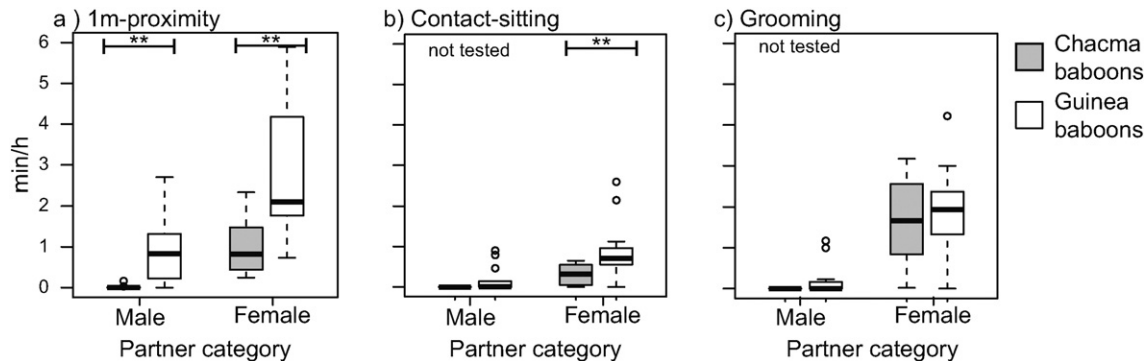 a ) 1m-proximity
b) Contact-sitting
c) Grooming
**
**
not tested
**
not tested
Chacma
baboons
Guinea
baboons
min/h
6
5
4
3
2
1
0
Male
Female
Male
Female
Male
Female
Partner category
Partner category
Partner category